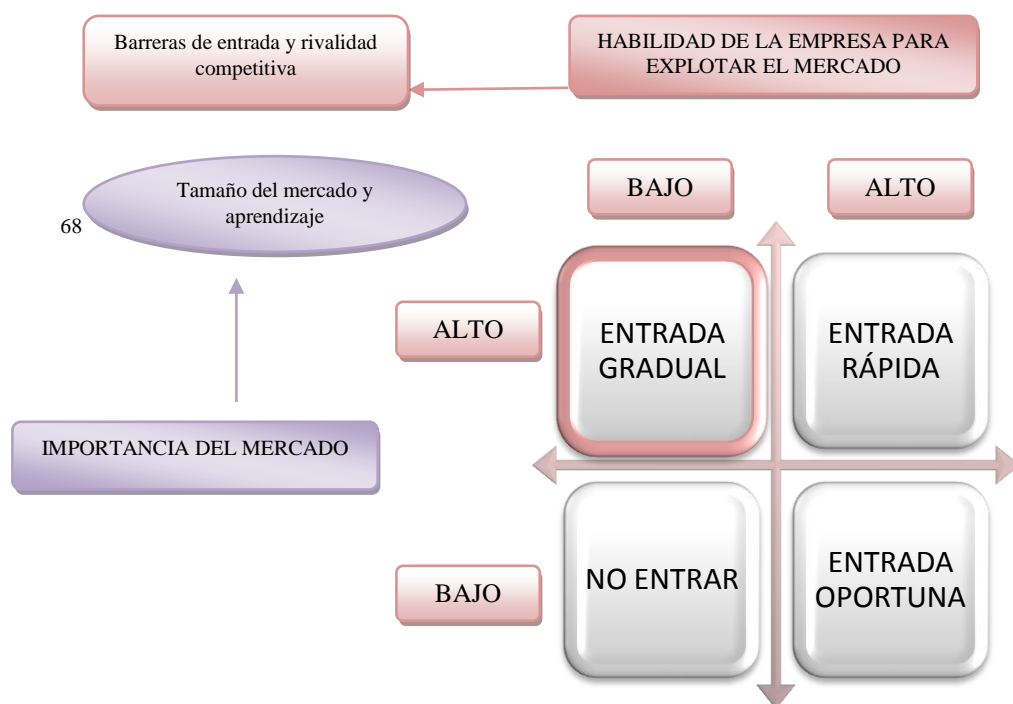 Barreras de entrada y rivalidad
competitiva
HABILIDAD DE LA EMPRESA PARA
EXPLOTAR EL MERCADO
Tamaño del mercado y
aprendizaje
68
BAJO
ALTO
ALTO
ENTRADA
GRADUAL
ENTRADA
RÁPIDA
IMPORTANCIA DEL MERCADO
BAJO
NO ENTRAR
ENTRADA
OPORTUNA